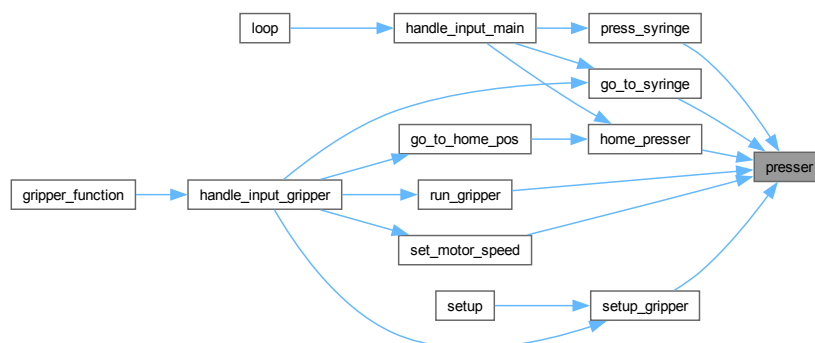 loop
handle_input_main
press_syringe
go_to_syringe
go_to_home_pos
home_presser
presser
gripper_function
handle_input_gripper
run_gripper
set_motor_speed
setup
setup_gripper